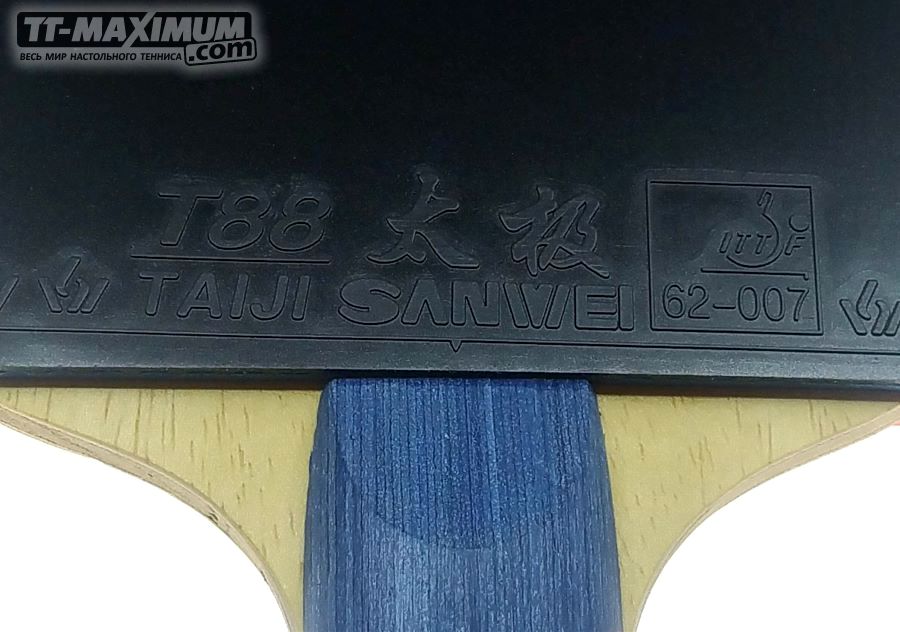 TT-MAXIMUM
.com
ВЕСЬ МИР НАСТОЛЬНОГО ТЕННИСА
T88 太极
TAIJI SANWEI
ITTF
62-007